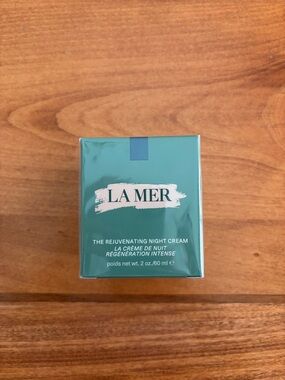 LA MER
THE REJUVENATING NIGHT CREAM
LA CRÈME DE NUIT
RÉGÉNÉRATION INTENSE
poids net wt. 2 oz./60 ml ℮